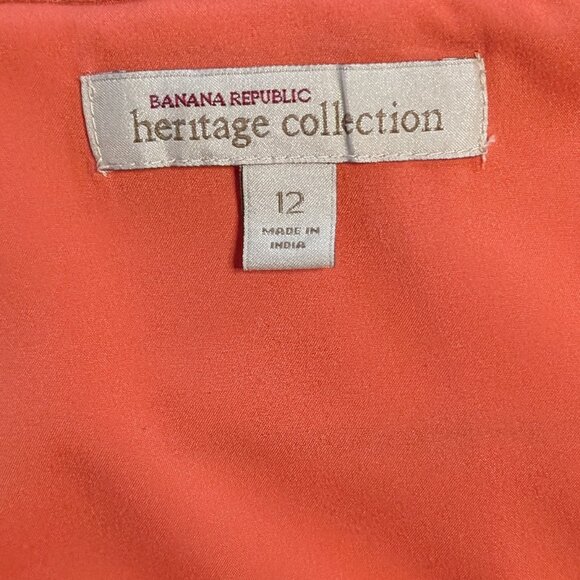 BANANA REPUBLIC
heritage collection
12
MADE IN
INDIA